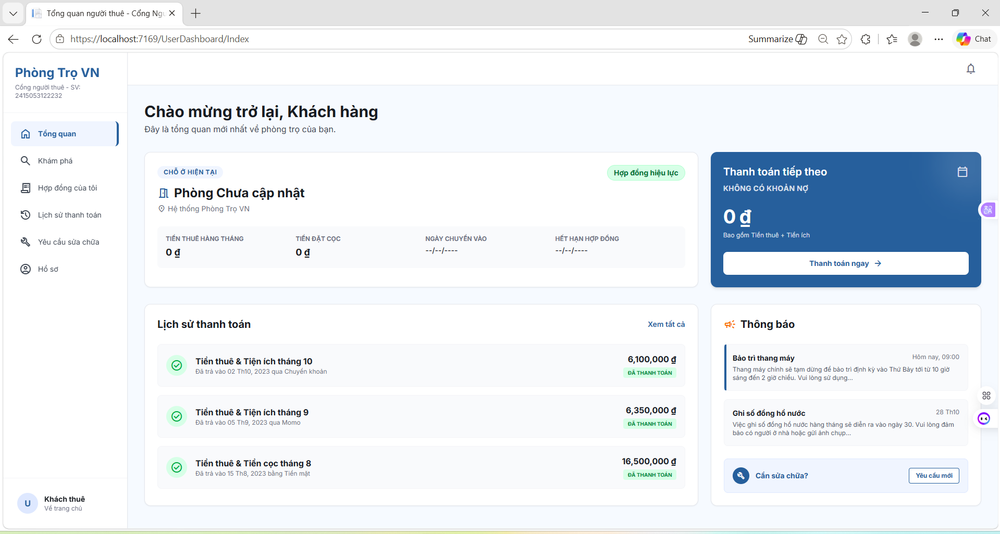 Tổng quan người thuê - Cổng Ngư
https://localhost:7169/UserDashboard/Index
Summarize
Chat
Phòng Trọ VN
Cổng người thuê - SV:
2415053122232
Tổng quan
Khám phá
Hợp đồng của tôi
Lịch sử thanh toán
Yêu cầu sửa chữa
Hồ sơ
U
Khách thuê
Về trang chủ
Chào mừng trở lại, Khách hàng
Đây là tổng quan mới nhất về phòng trọ của bạn.
CHỖ Ở HIỆN TẠI
Hợp đồng hiệu lực
Phòng Chưa cập nhật
Hệ thống Phòng Trọ VN
TIỀN THUÊ HÀNG THÁNG
0 ₫
TIỀN ĐẶT CỌC
0 ₫
NGÀY CHUYỂN VÀO
--/--/----
HẾT HẠN HỢP ĐỒNG
--/--/----
Thanh toán tiếp theo
KHÔNG CÓ KHOẢN NỢ
0 ₫
Bao gồm Tiền thuê + Tiền ích
Thanh toán ngay →
Lịch sử thanh toán
Xem tất cả
Tiền thuê & Tiện ích tháng 10
Đã trả vào 02 Th10, 2023 qua Chuyển khoản
6,100,000 ₫
ĐÃ THANH TOÁN
Tiền thuê & Tiện ích tháng 9
Đã trả vào 05 Th9, 2023 qua Momo
6,350,000 ₫
ĐÃ THANH TOÁN
Tiền thuê & Tiền cọc tháng 8
Đã trả vào 15 Th8, 2023 bằng Tiền mặt
16,500,000 ₫
ĐÃ THANH TOÁN
Thông báo
Bảo trì thang máy
Hôm nay, 09:00
Thang máy chính sẽ tạm dừng để bảo trì định kỳ vào Thứ Bảy tới từ 10 giờ
sáng đến 2 giờ chiều. Vui lòng sử dụng...
Ghi số đồng hồ nước
28 Th10
Việc ghi số đồng hồ nước hàng tháng sẽ diễn ra vào ngày 30. Vui lòng đảm
bảo có người ở nhà hoặc gửi ảnh chụp...
Cần sửa chữa?
Yêu cầu mới